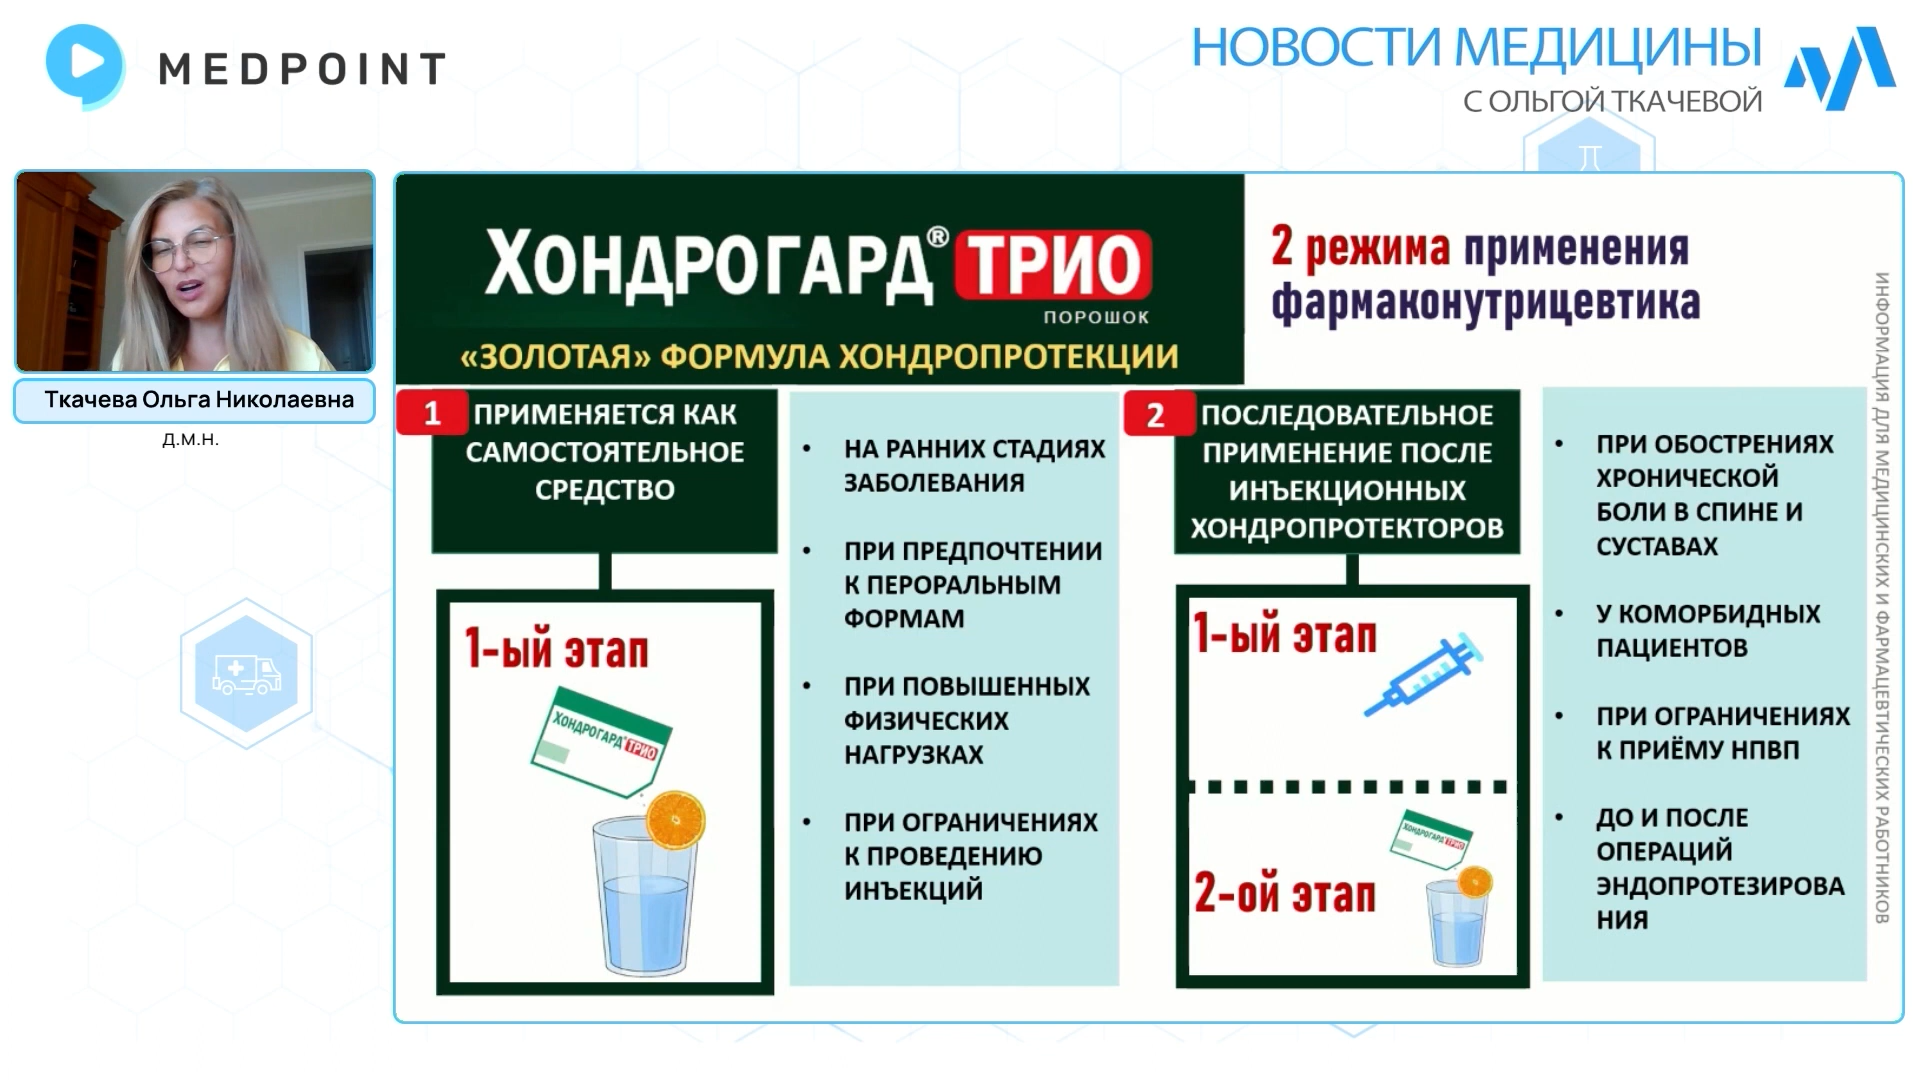 MEDPOINT
НОВОСТИ МЕДИЦИНЫ
С ОЛЬГОЙ ТКАЧЕВОЙ
Ткачева Ольга Николаевна
д.м.н.
ХОНДРОГАРД® ТРИО
ПОРОШОК
«ЗОЛОТАЯ» ФОРМУЛА ХОНДРОПРОТЕКЦИИ
2 режима применения
фармаконутрицевтика
1
ПРИМЕНЯЕТСЯ КАК
САМОСТОЯТЕЛЬНОЕ
СРЕДСТВО
1-ый этап
ХОНДРОГАРД® ТРИО
• НА РАННИХ СТАДИЯХ
ЗАБОЛЕВАНИЯ
• ПРИ ПРЕДПОЧТЕНИИ
К ПЕРОРАЛЬНЫМ
ФОРМАМ
• ПРИ ПОВЫШЕННЫХ
ФИЗИЧЕСКИХ
НАГРУЗКАХ
• ПРИ ОГРАНИЧЕНИЯХ
К ПРОВЕДЕНИЮ
ИНЪЕКЦИЙ
2
ПОСЛЕДОВАТЕЛЬНОЕ
ПРИМЕНЕНИЕ ПОСЛЕ
ИНЪЕКЦИОННЫХ
ХОНДРОПРОТЕКТОРОВ
1-ый этап
2-ой этап
ХОНДРОГАРД® ТРИО
• ПРИ ОБОСТРЕНИЯХ
ХРОНИЧЕСКОЙ
БОЛИ В СПИНЕ И
СУСТАВАХ
• У КОМОРБИДНЫХ
ПАЦИЕНТОВ
• ПРИ ОГРАНИЧЕНИЯХ
К ПРИЁМУ НПВП
• ДО И ПОСЛЕ
ОПЕРАЦИЙ
ЭНДОПРОТЕЗИРОВА
НИЯ
ИНФОРМАЦИЯ ДЛЯ МЕДИЦИНСКИХ И ФАРМАЦЕВТИЧЕСКИХ РАБОТНИКОВ